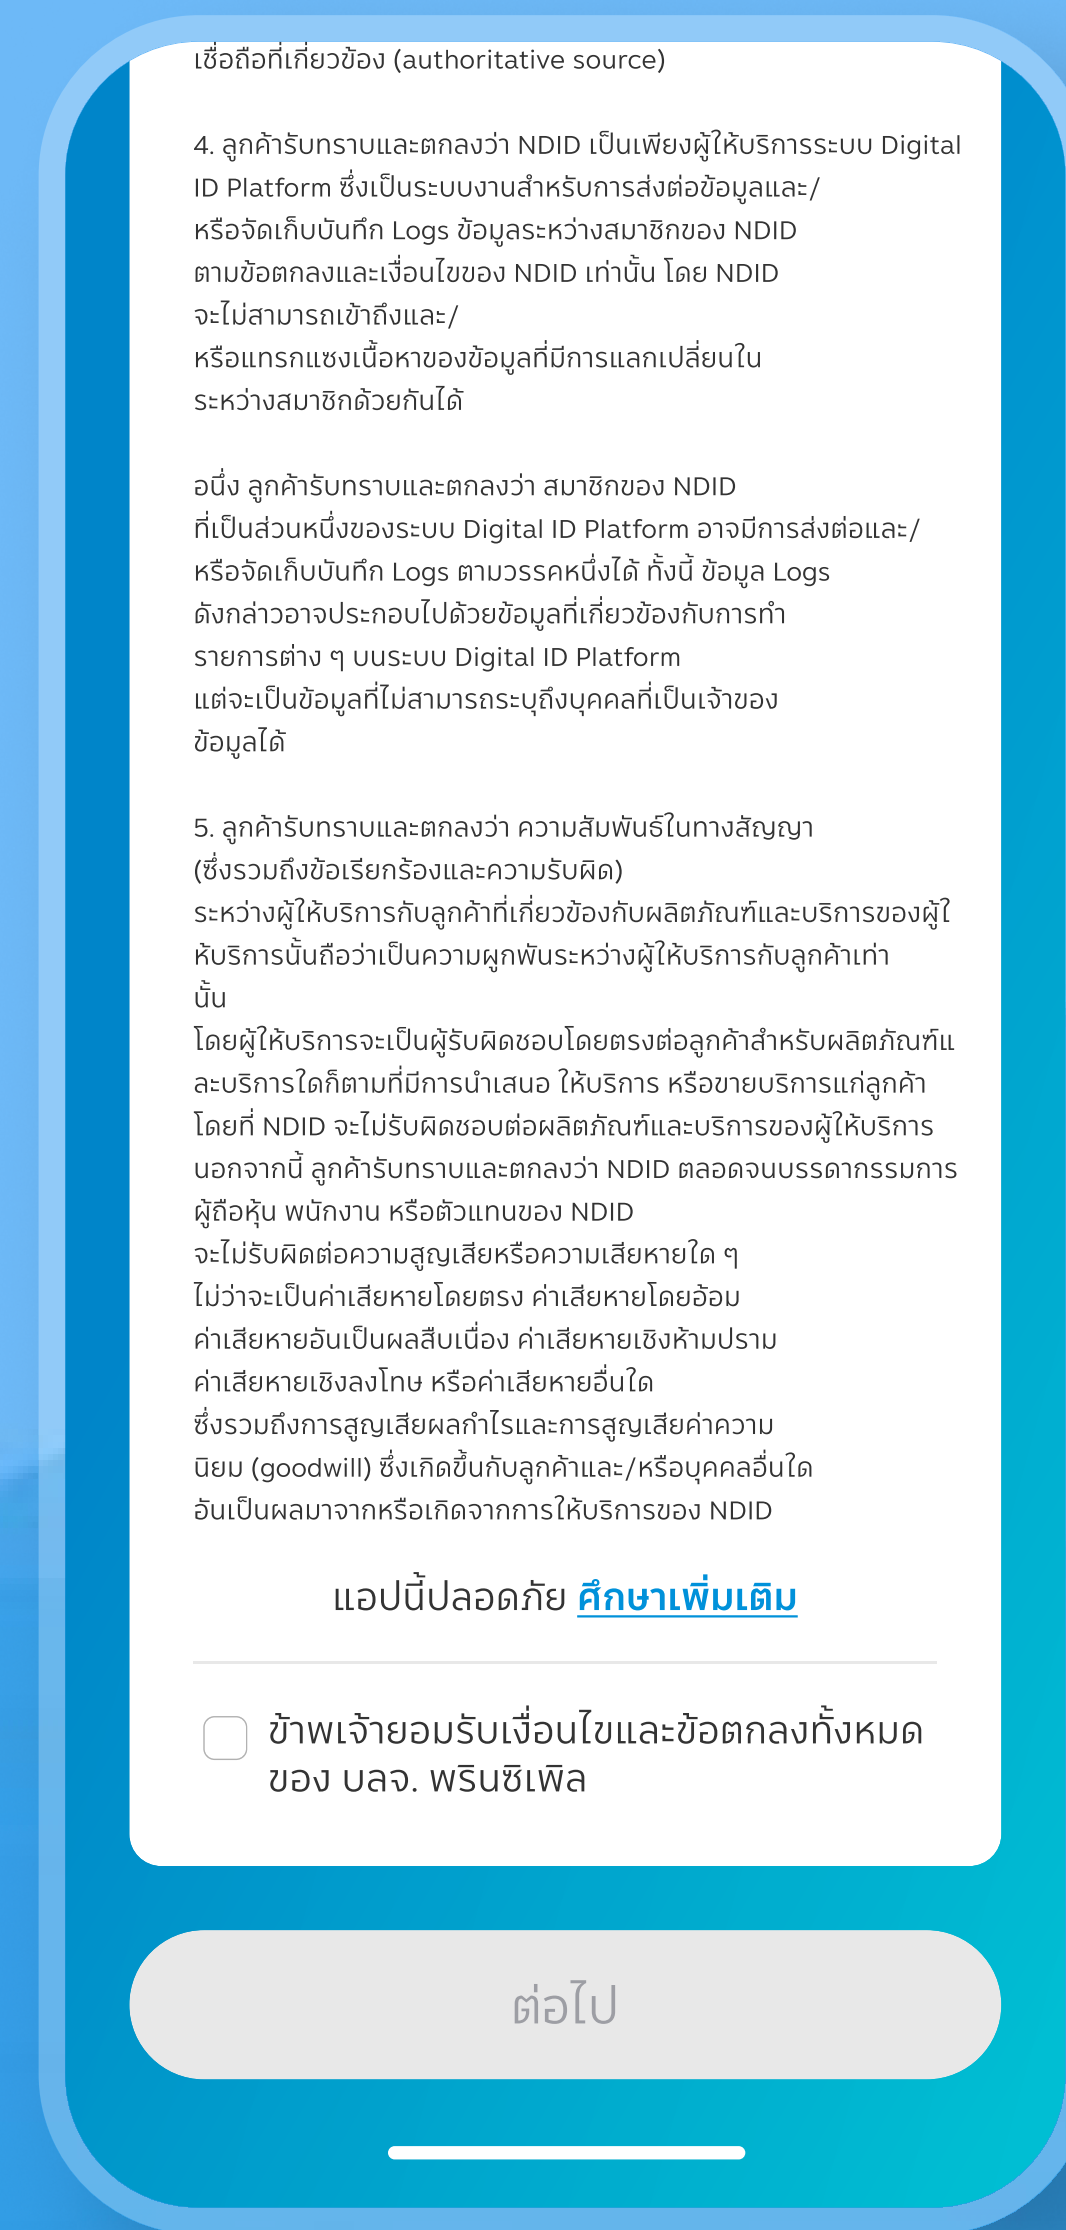 เชื่อถือที่เกี่ยวข้อง (authoritative source)
4. ลูกค้ารับทราบและตกลงว่า NDID เป็นเพียงผู้ให้บริการระบบ Digital
ID Platform ซึ่งเป็นระบบงานสำหรับการส่งต่อข้อมูลและ/
หรือจัดเก็บบันทึก Logs ข้อมูลระหว่างสมาชิกของ NDID
ตามข้อตกลงและเงื่อนไขของ NDID เท่านั้น โดย NDID
จะไม่สามารถเข้าถึงและ/
หรือแทรกแซงเนื้อหาของข้อมูลที่มีการแลกเปลี่ยนใน
ระหว่างสมาชิกด้วยกันได้
อนึ่ง ลูกค้ารับทราบและตกลงว่า สมาชิกของ NDID
ที่เป็นส่วนหนึ่งของระบบ Digital ID Platform อาจมีการส่งต่อและ/
หรือจัดเก็บบันทึก Logs ตามวรรคหนึ่งได้ ทั้งนี้ ข้อมูล Logs
ดังกล่าวอาจประกอบไปด้วยข้อมูลที่เกี่ยวข้องกับการทำ
รายการต่าง ๆ บนระบบ Digital ID Platform
แต่จะเป็นข้อมูลที่ไม่สามารถระบุถึงบุคคลที่เป็นเจ้าของ
ข้อมูลได้
5. ลูกค้ารับทราบและตกลงว่า ความสัมพันธ์ในทางสัญญา
(ซึ่งรวมถึงข้อเรียกร้องและความรับผิด)
ระหว่างผู้ให้บริการกับลูกค้าที่เกี่ยวข้องกับผลิตภัณฑ์และบริการของผู้ใ
ห้บริการนั้นถือว่าเป็นความผูกพันระหว่างผู้ให้บริการกับลูกค้าเท่า
นั้น
โดยผู้ให้บริการจะเป็นผู้รับผิดชอบโดยตรงต่อลูกค้าสำหรับผลิตภัณฑ์แ
ละบริการใดก็ตามที่มีการนำเสนอ ให้บริการ หรือขายบริการแก่ลูกค้า
โดยที่ NDID จะไม่รับผิดชอบต่อผลิตภัณฑ์และบริการของผู้ให้บริการ
นอกจากนี้ ลูกค้ารับทราบและตกลงว่า NDID ตลอดจนบรรดากรรมการ
ผู้ถือหุ้น พนักงาน หรือตัวแทนของ NDID
จะไม่รับผิดต่อความสูญเสียหรือความเสียหายใด ๆ
ไม่ว่าจะเป็นค่าเสียหายโดยตรง ค่าเสียหายโดยอ้อม
ค่าเสียหายอันเป็นผลสืบเนื่อง ค่าเสียหายเชิงห้ามปราม
ค่าเสียหายเชิงลงโทษ หรือค่าเสียหายอื่นใด
ซึ่งรวมถึงการสูญเสียผลกำไรและการสูญเสียค่าความ
นิยม (goodwill) ซึ่งเกิดขึ้นกับลูกค้าและ/หรือบุคคลอื่นใด
อันเป็นผลมาจากหรือเกิดจากการให้บริการของ NDID
แอปนี้ปลอดภัย ศึกษาเพิ่มเติม
ข้าพเจ้ายอมรับเงื่อนไขและข้อตกลงทั้งหมด
ของ บลจ. พรินซิเพิล
ต่อไป